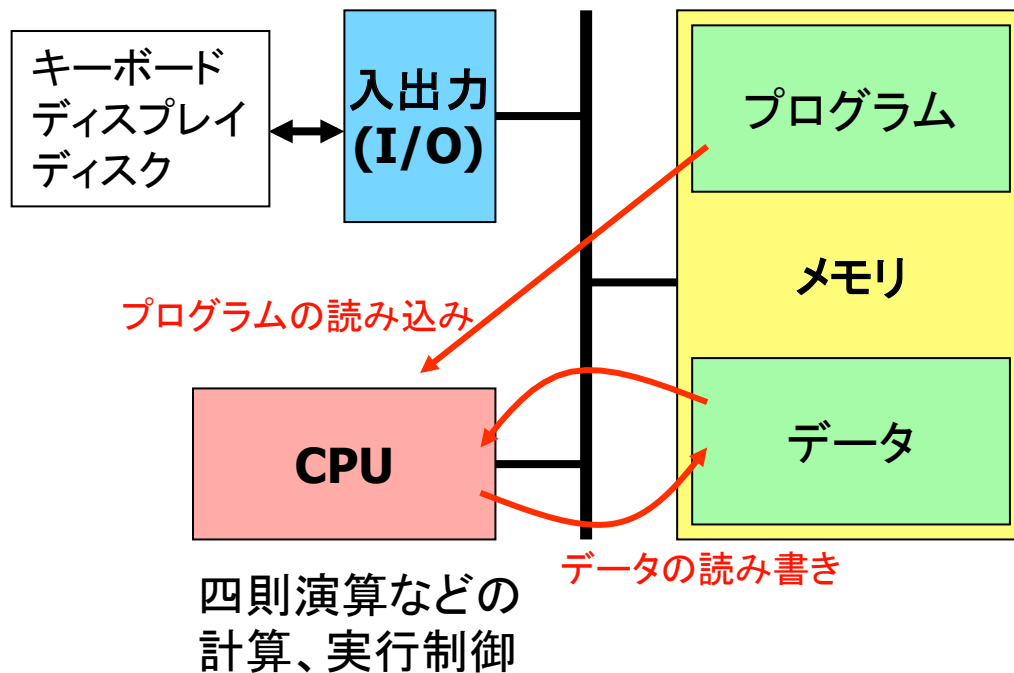 キーボード
ディスプレイ
ディスク
入出力
(I/O)
プログラム
メモリ
プログラムの読み込み
データ
CPU
データの読み書き
四則演算などの
計算、実行制御